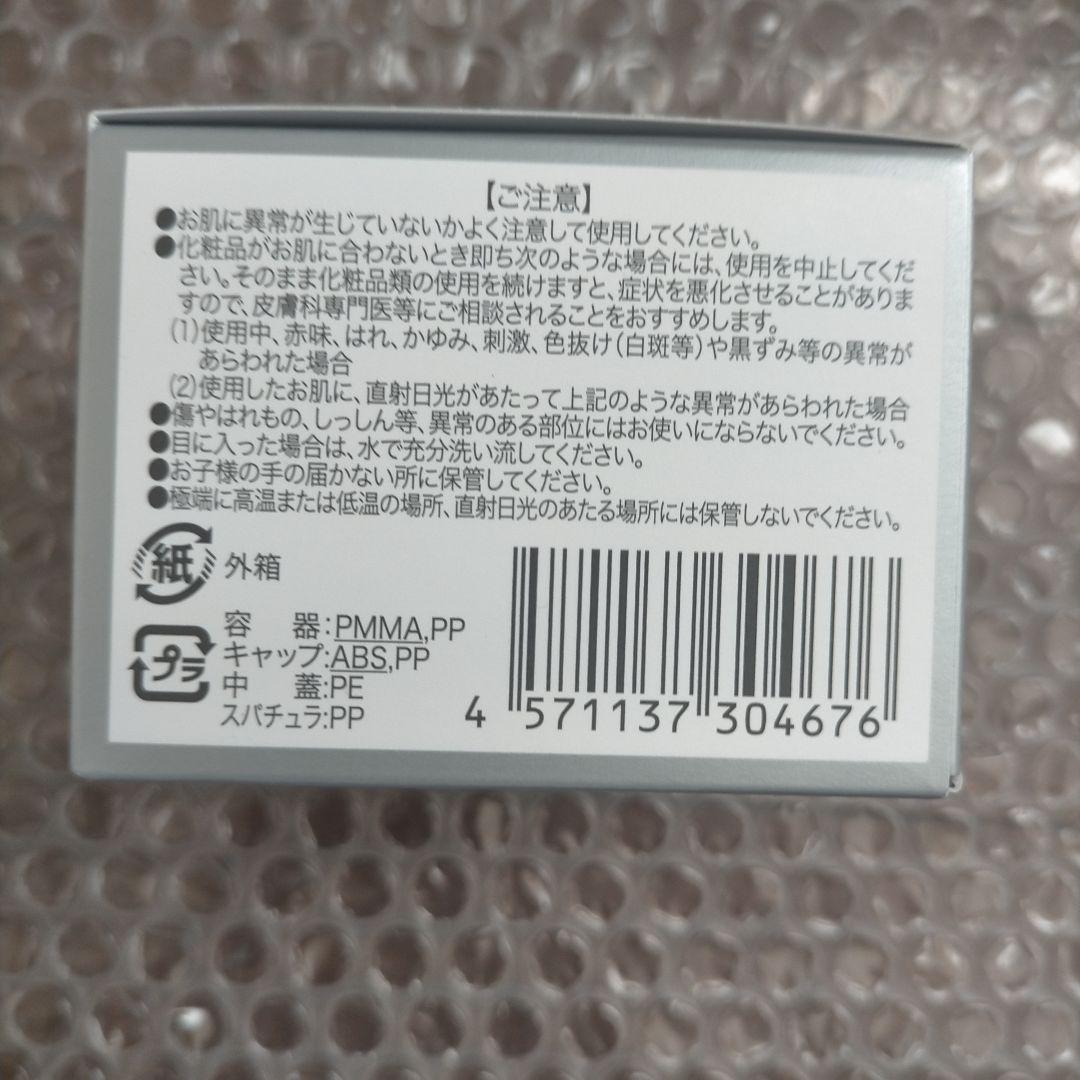 【ご注意】
●お肌に異常が生じていないかよく注意して使用してください。
●化粧品がお肌に合わないとき即ち次のような場合には、使用を中止してくだ
さい。そのまま化粧品類の使用を続けますと、症状を悪化させることがありま
すので、皮膚科専門医等にご相談されることをおすすめします。
(1)使用中、赤味、はれ、かゆみ、刺激、色抜け(白斑等)や黒ずみ等の異常が
あらわれた場合
(2)使用したお肌に、直射日光があたって上記のような異常があらわれた場合
●傷やはれもの、しっしん等、異常のある部位にはお使いにならないでください。
●目に入った場合は、水で充分洗い流してください。
●お子様の手の届かない所に保管してください。
●極端に高温または低温の場所、直射日光のあたる場所には保管しないでください。
紙 外箱
プラ
容　器:PMMA,PP
キャップ:ABS,PP
中　蓋:PE
スパチュラ:PP
4 571137 304676